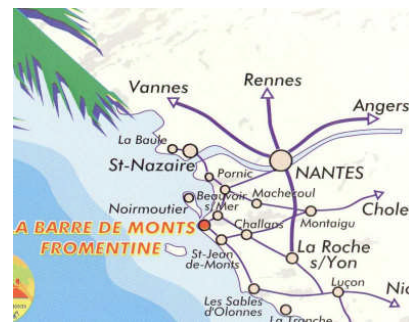 Vannes
Rennes
Angers
La Baule
St-Nazaire
NANTES
Pornic
Beauvoir
s/Mer
Machecoul
Noirmoutier
Chole
A BARRE DE MONTS
FROMENTINE
Challans
Montaigu
St-Jean
de-Monts
La Roche
s/Yon
Luçon
Les Sables
d'Olonnes
Nio
La Tranche